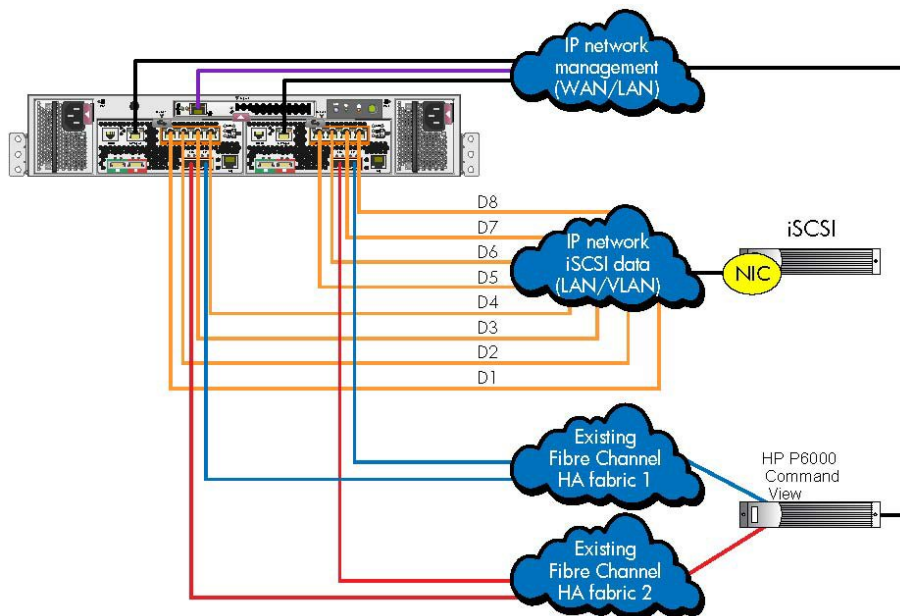 IP network
management
(WAN/LAN)
D8
D7
D6
D5
D4
D3
D2
D1
IP network
iSCSI data
(LAN/VLAN)
iSCSI
NIC
Existing
Fibre Channel
HA fabric 1
HP P6000
Command
View
Existing
Fibre Channel
HA fabric 2